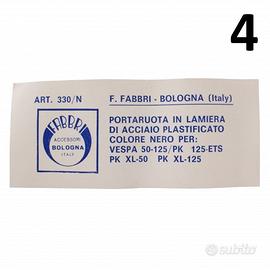 4
ART. 330/N
F. FABBRI - BOLOGNA (Italy)
FABBRI
ACCESSORI
BOLOGNA
ITALY
PORTARUOTA IN LAMIERA
DI ACCIAIO PLASTIFICATO
COLORE NERO PER:
VESPA 50-125/PK 125-ETS
PK XL-50 PK XL-125
subito